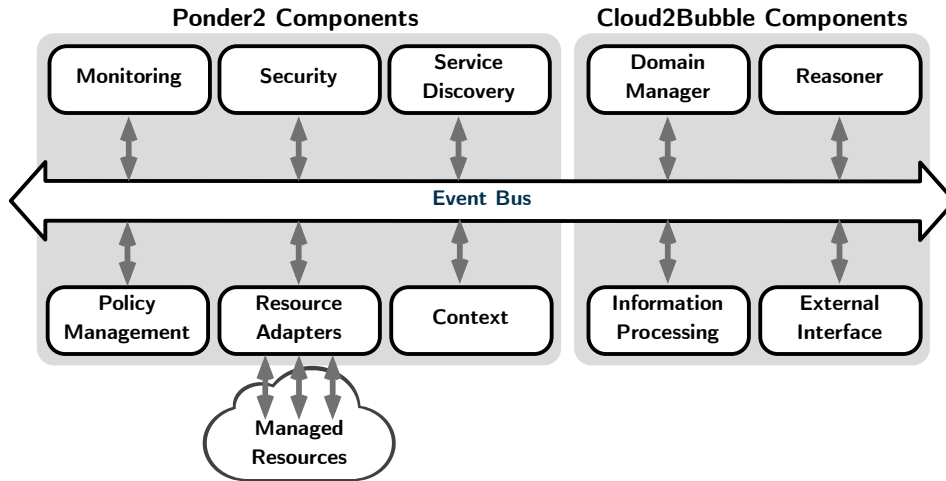 Ponder2 Components
Cloud2Bubble Components
Monitoring
Security
Service
Discovery
Domain
Manager
Reasoner
Event Bus
Policy
Management
Resource
Adapters
Context
Information
Processing
External
Interface
Managed
Resources